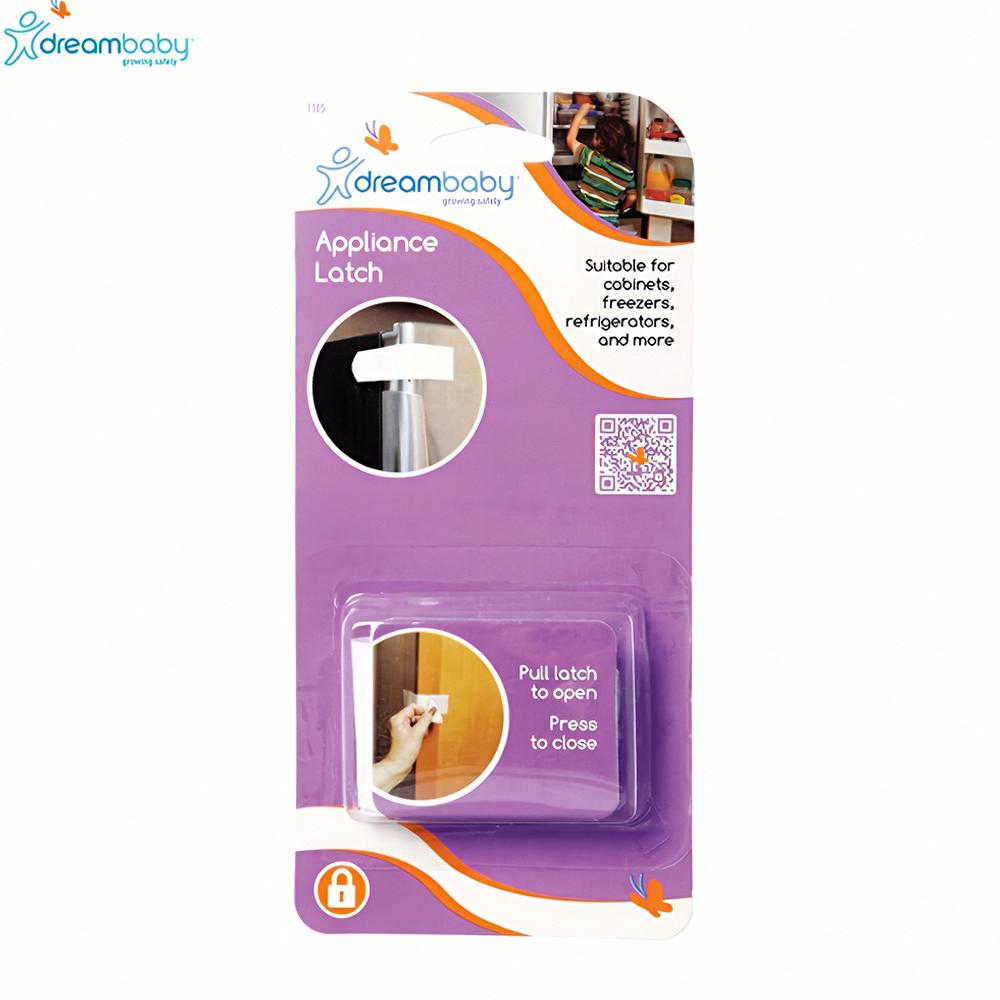 dreambaby
growing safely
dreambaby
growing safely
Appliance
Latch
Suitable for
cabinets,
freezers,
refrigerators,
and more
Pull latch
to open
Press
to close